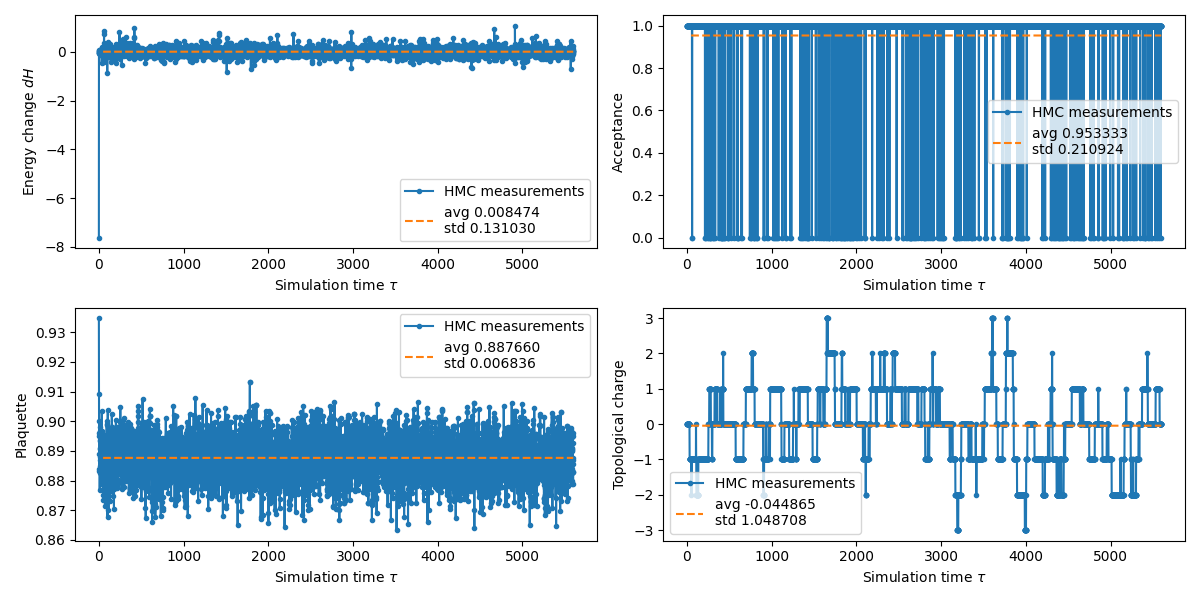 Energy change dH
0
−2
−4
−6
−8
HMC measurements
avg 0.008474
std 0.131030
0
1000
2000
3000
4000
5000
Simulation time τ
Acceptance
1.0
0.8
0.6
0.4
0.2
0.0
HMC measurements
avg 0.953333
std 0.210924
0
1000
2000
3000
4000
5000
Simulation time τ
Plaquette
0.93
0.92
0.91
0.90
0.89
0.88
0.87
0.86
HMC measurements
avg 0.887660
std 0.006836
0
1000
2000
3000
4000
5000
Simulation time τ
Topological charge
3
2
1
0
−1
−2
−3
HMC measurements
avg -0.044865
std 1.048708
0
1000
2000
3000
4000
5000
Simulation time τ